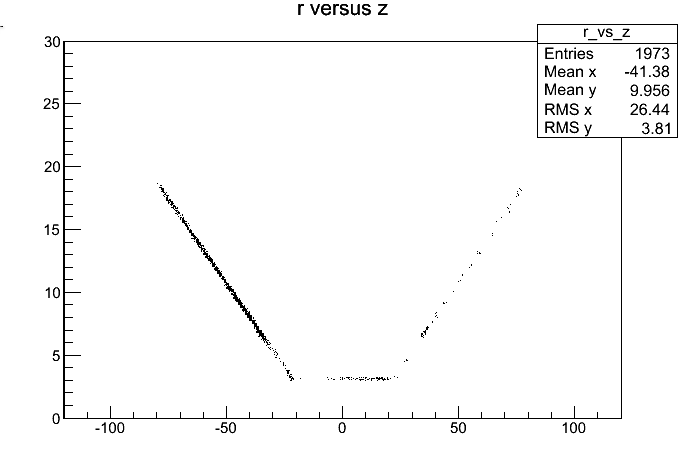 r versus z
r_vs_z
Entries 1973
Mean x -41.38
Mean y 9.956
RMS x 26.44
RMS y 3.81
30
25
20
15
10
5
0
-100 -50 0 50 100